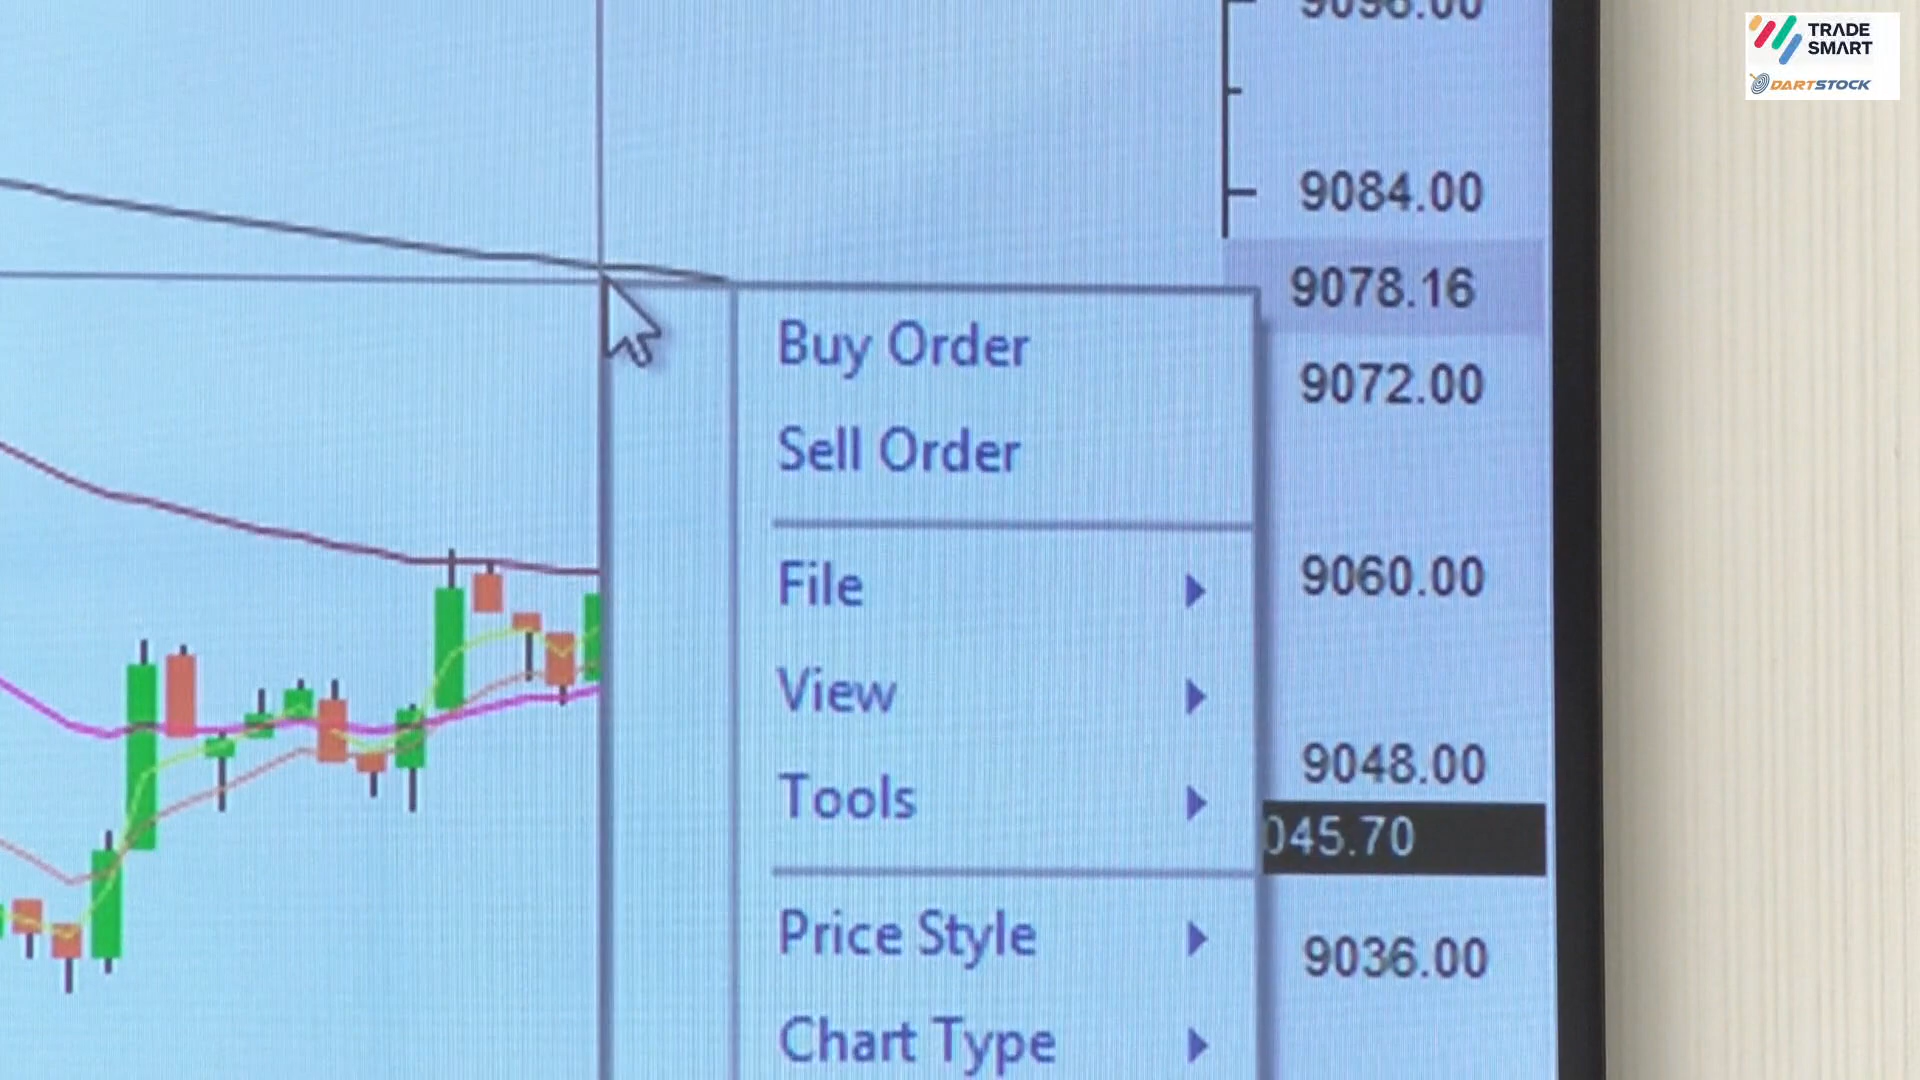 TRADE
SMART
DARTSTOCK
9084.00
9078.16
Buy Order
9072.00
Sell Order
File
9060.00
View
Tools
9048.00
045.70
Price Style
9036.00
Chart Type